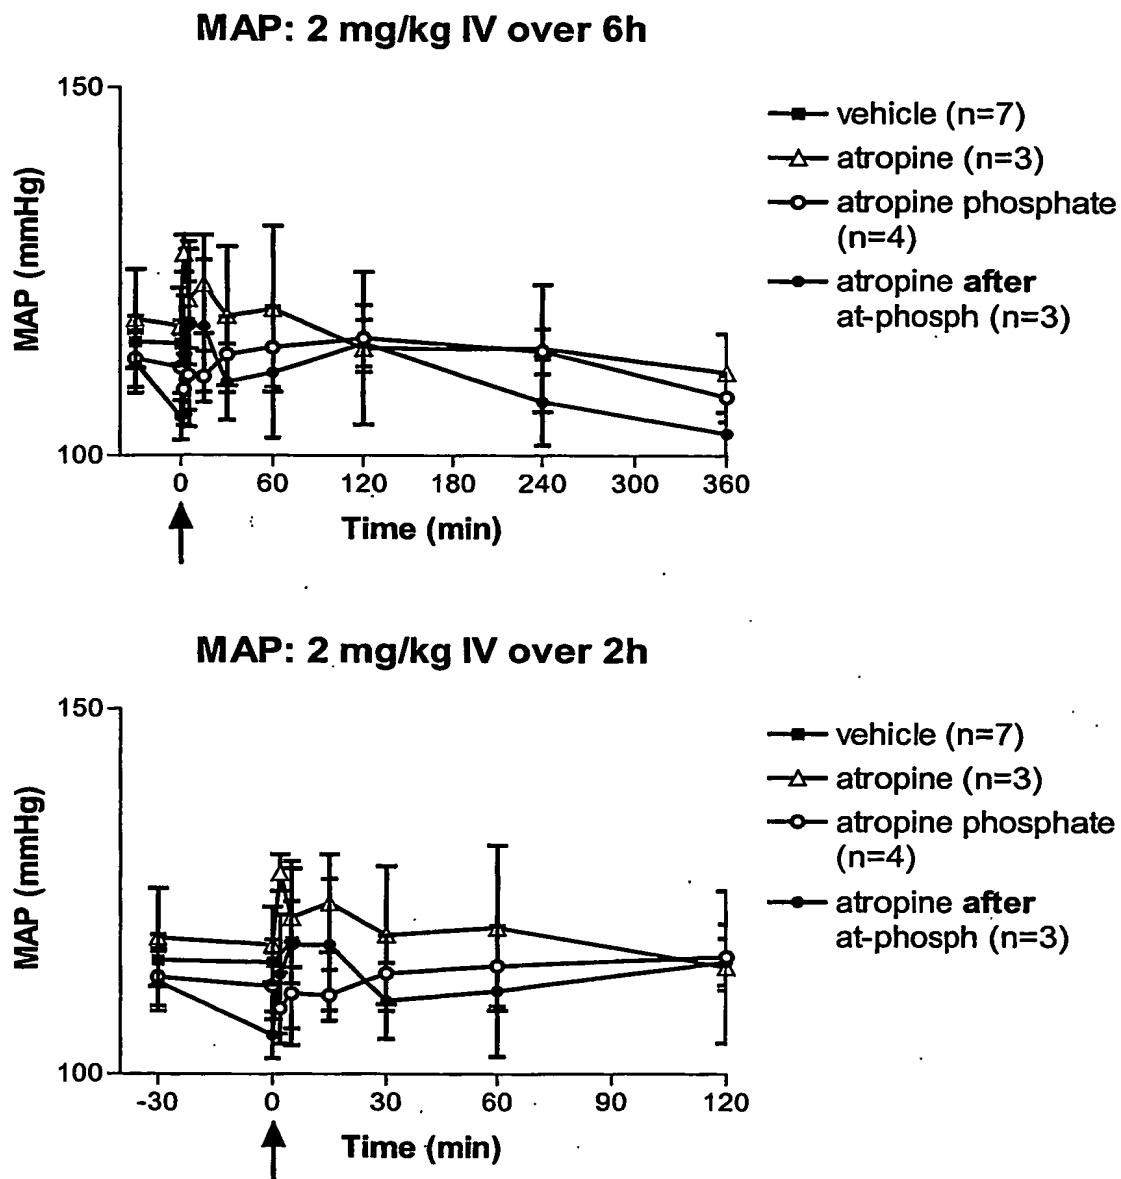 MAP: 2 mg/kg IV over 6h
150
100
MAP (mmHg)
0 60 120 180 240 300 360
Time (min)
vehicle (n=7)
atropine (n=3)
atropine phosphate
(n=4)
atropine after
at-phosph (n=3)
MAP: 2 mg/kg IV over 2h
150
100
MAP (mmHg)
-30 0 30 60 90 120
Time (min)
vehicle (n=7)
atropine (n=3)
atropine phosphate
(n=4)
atropine after
at-phosph (n=3)